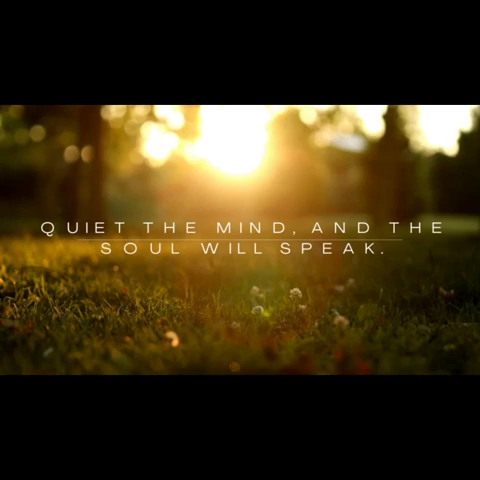 QUIET THE MIND, AND THE
SOUL WILL SPEAK.